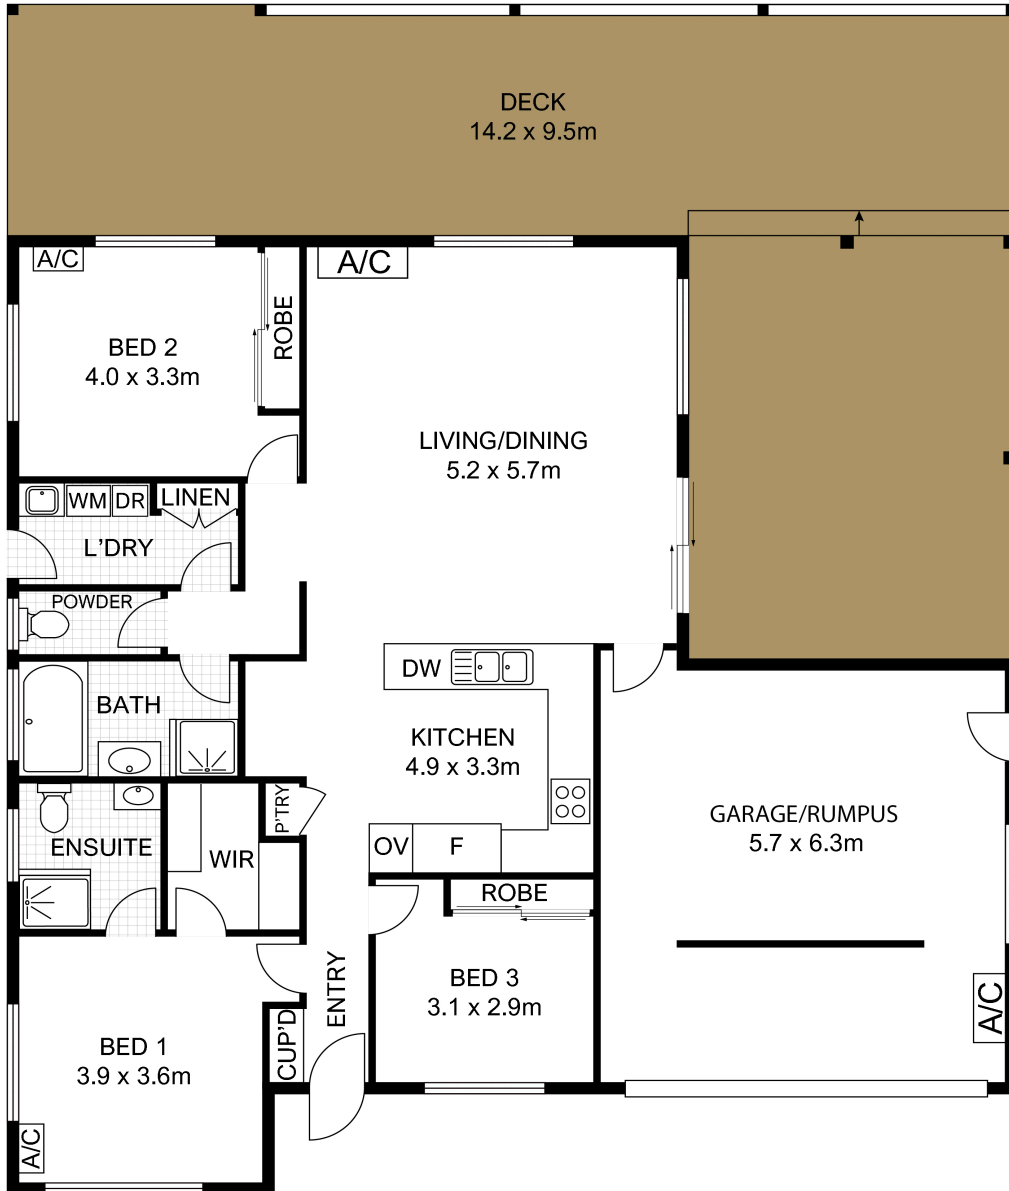 DECK
14.2 x 9.5m
A/C
A/C
ROBE
BED 2
4.0 x 3.3m
LIVING/DINING
5.2 x 5.7m
WM
DR
LINEN
L'DRY
POWDER
DW
BATH
KITCHEN
4.9 x 3.3m
P'TRY
GARAGE/RUMPUS
5.7 x 6.3m
ENSUITE
WIR
OV
F
ROBE
BED 3
3.1 x 2.9m
ENTRY
A/C
CUP'D
BED 1
3.9 x 3.6m
A/C